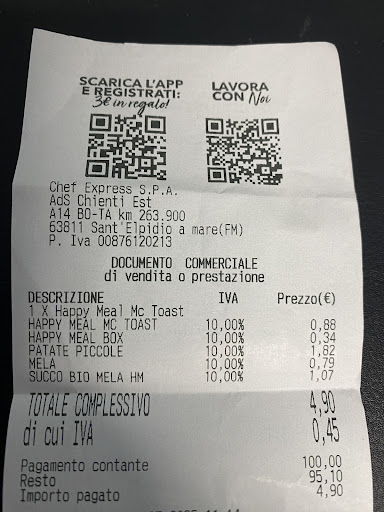 SCARICA L'APP
E REGISTRATI:
3€ in regalo!
LAVORA
CON Noi
Chef Express S.P.A.
AdS Chienti Est
A14 BO-TA km 263.900
63811 Sant'Elpidio a mare(FM)
P. Iva 00876120213
DOCUMENTO COMMERCIALE
di vendita o prestazione
DESCRIZIONE IVA Prezzo(€)
1 X Happy Meal Mc Toast
HAPPY MEAL MC TOAST 10,00% 0,88
HAPPY MEAL BOX 10,00% 0,34
PATATE PICCOLE 10,00% 1,82
MELA 10,00% 0,79
SUCCO BIO MELA HM 10,00% 1,07
TOTALE COMPLESSIVO 4,90
di cui IVA 0,45
Pagamento contante 100,00
Resto 95,10
Importo pagato 4,90